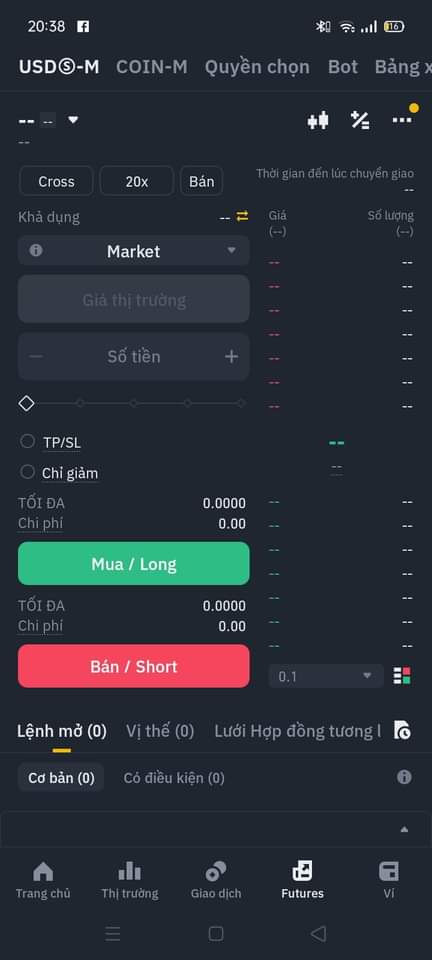 20:38 16
USDⓈ-M COIN-M Quyền chọn Bot Bảng x
-- --
--
Cross 20x Bán
Thời gian đến lúc chuyển giao
--
Khả dụng --
Giá Số lượng
(--) (--)
Market
Giá thị trường
Số tiền
-- --
-- --
-- --
-- --
-- --
-- --
-- --
TP/SL
--
Chỉ giảm
--
TỐI ĐA 0.0000
Chi phí 0.00
Mua / Long
TỐI ĐA 0.0000
Chi phí 0.00
Bán / Short
-- --
-- --
-- --
-- --
-- --
-- --
-- --
0.1
Lệnh mở (0) Vị thế (0) Lưới Hợp đồng tương l
Cơ bản (0) Có điều kiện (0)
Trang chủ Thị trường Giao dịch Futures Ví